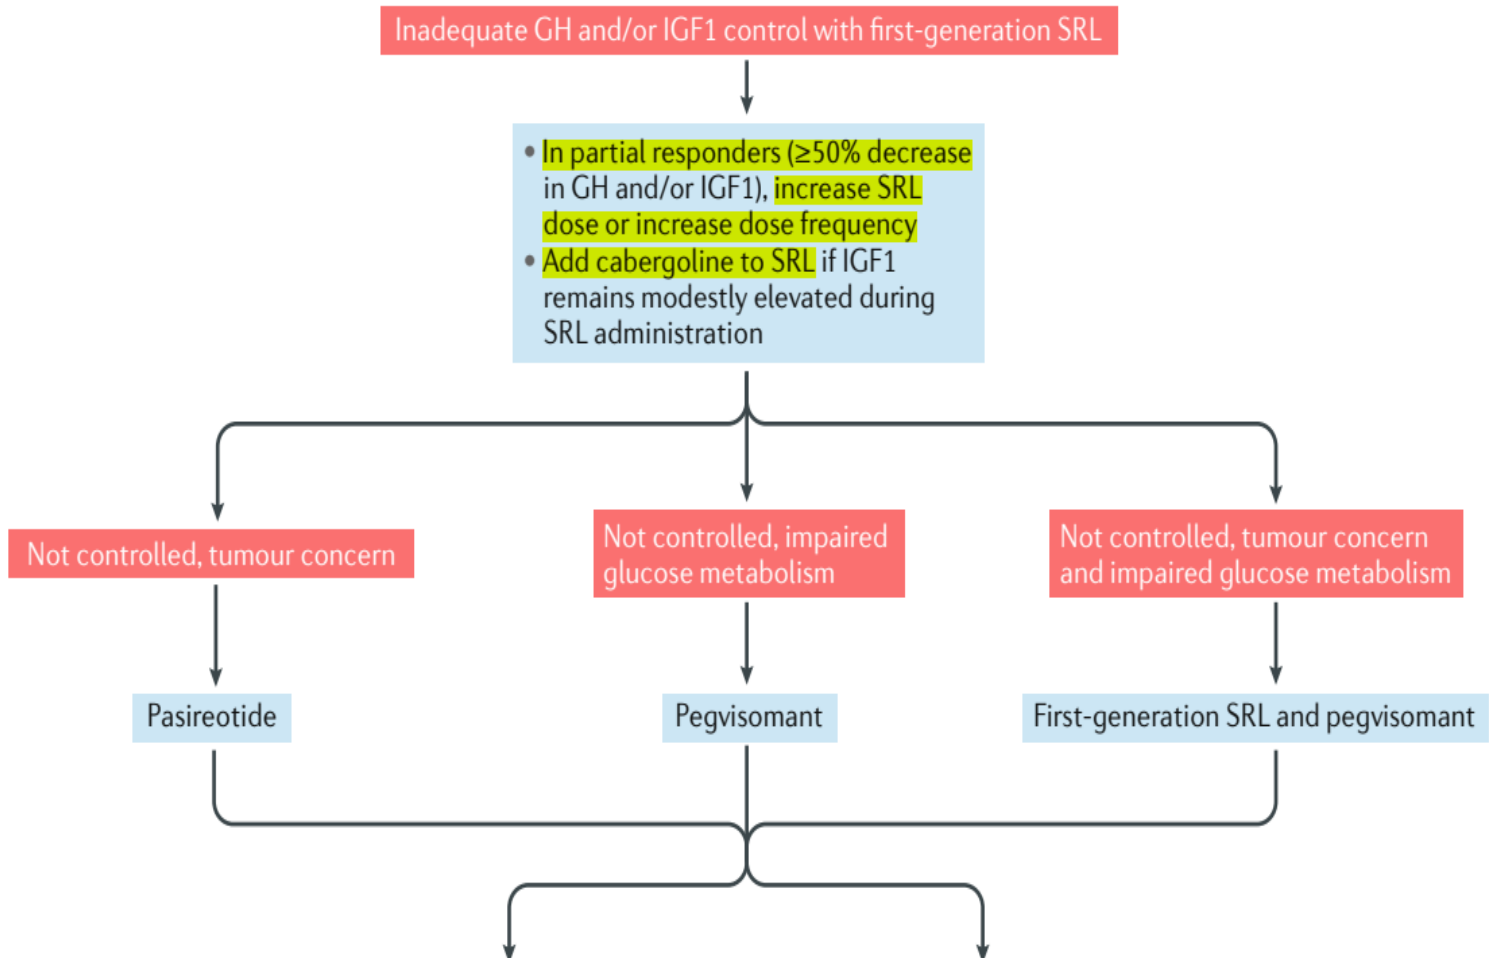 Inadequate GH and/or IGF1 control with first-generation SRL
• In partial responders (≥50% decrease
in GH and/or IGF1), increase SRL
dose or increase dose frequency
• Add cabergoline to SRL if IGF1
remains modestly elevated during
SRL administration
Not controlled, tumour concern
Not controlled, impaired
glucose metabolism
Not controlled, tumour concern
and impaired glucose metabolism
Pasireotide
Pegvisomant
First-generation SRL and pegvisomant